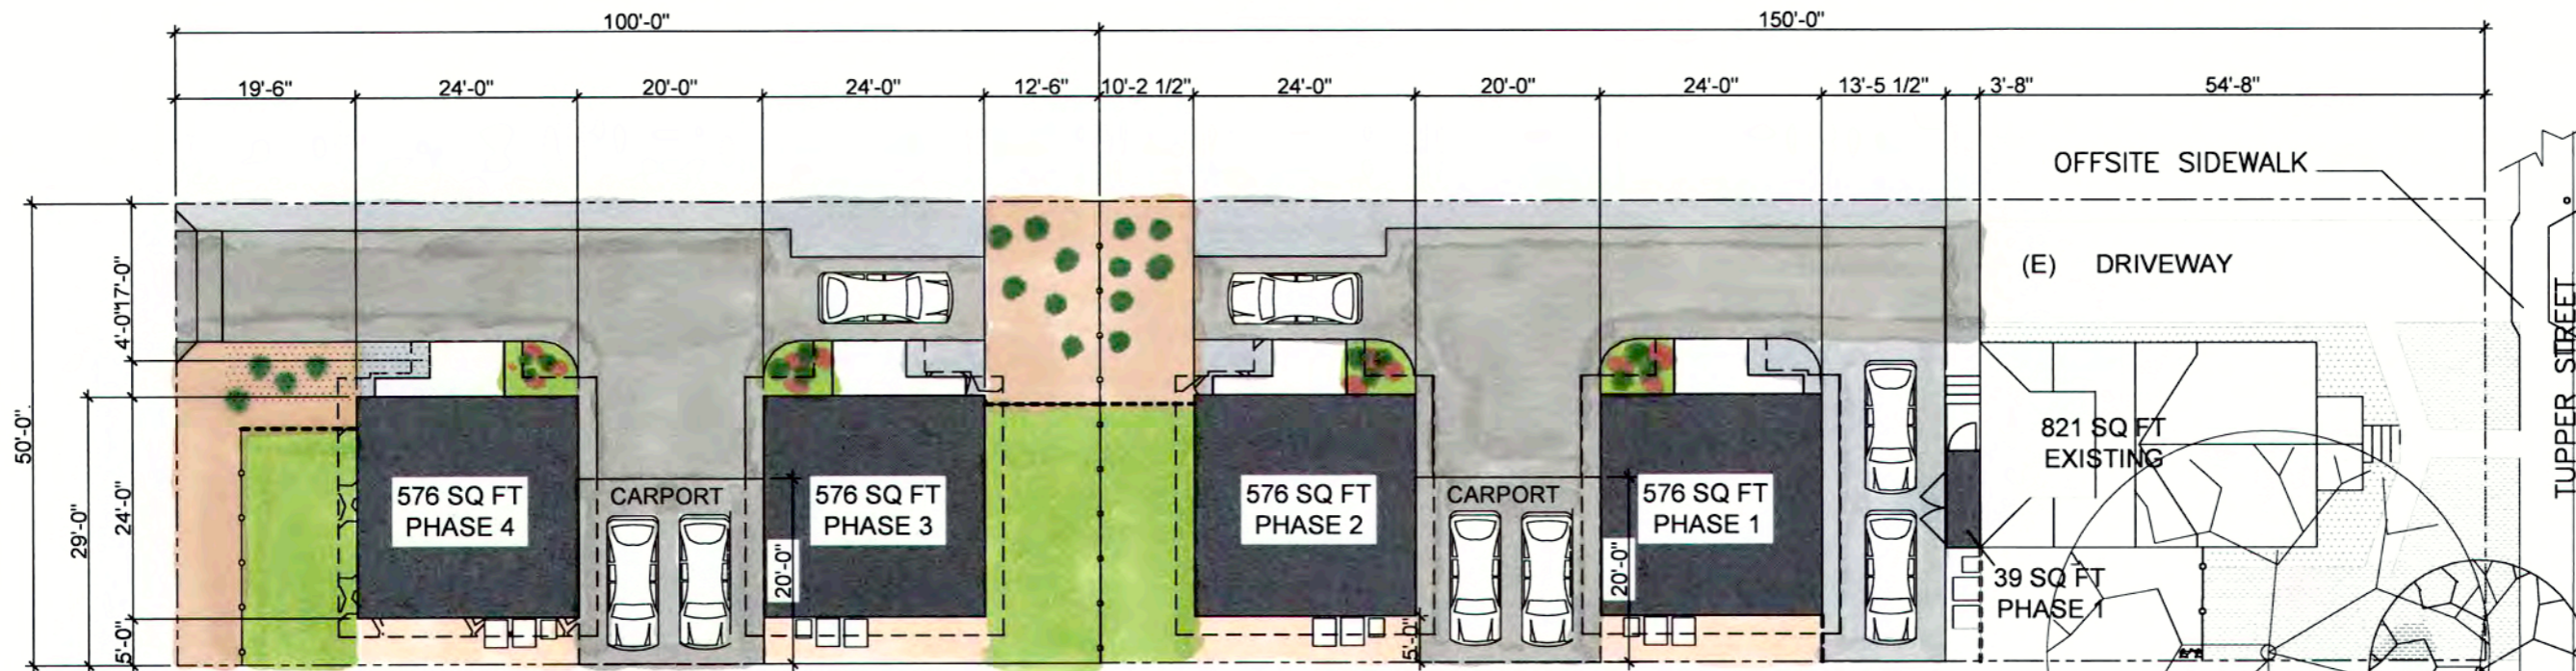 100'-0"
150'-0"
19'-6"
24'-0"
20'-0"
24'-0"
12'-6"
10'-2 1/2"
24'-0"
20'-0"
24'-0"
13'-5 1/2"
3'-8"
54'-8"
OFFSITE SIDEWALK
(E) DRIVEWAY
TUPPER STREET
50'-0".
17'-0"
4'-0"
29'-0"
24'-0"
5'-0"
576 SQ FT
PHASE 4
CARPORT
20'-0"
576 SQ FT
PHASE 3
576 SQ FT
PHASE 2
5'-0"
CARPORT
20'-0"
576 SQ FT
PHASE 1
821 SQ FT
EXISTING
39 SQ FT
PHASE 1